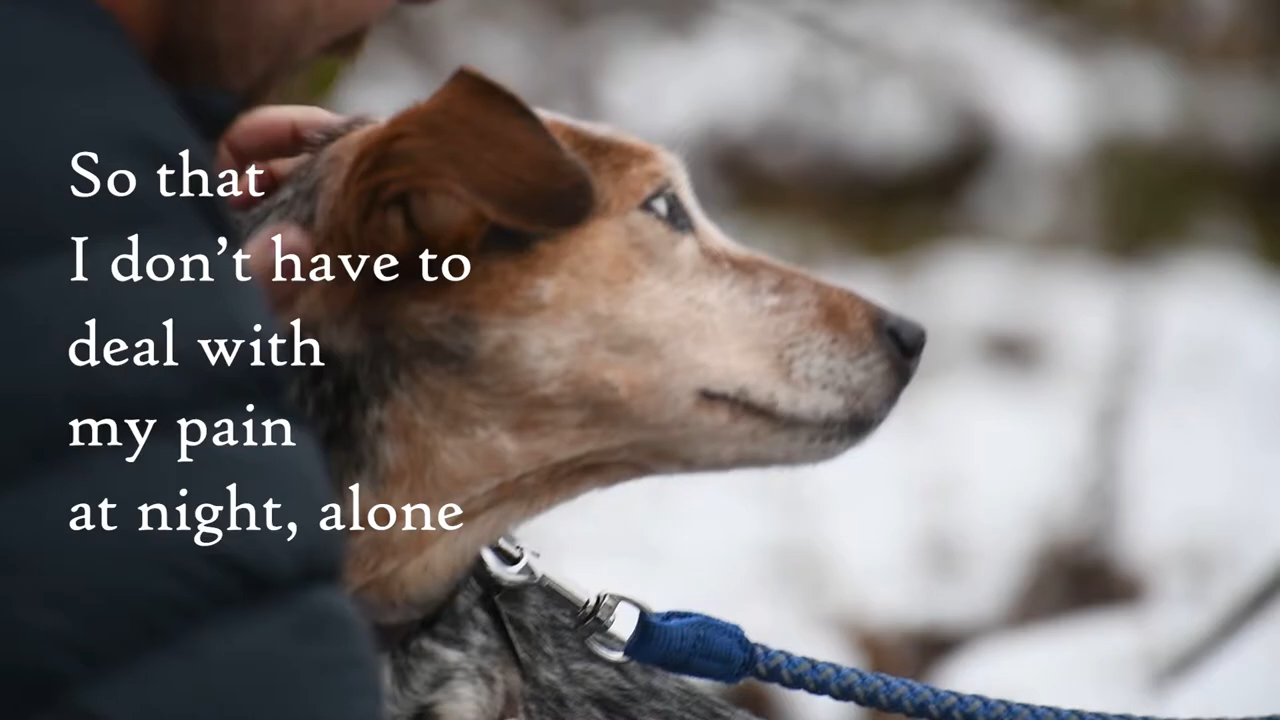 So that
I don’t have to
deal with
my pain
at night, alone